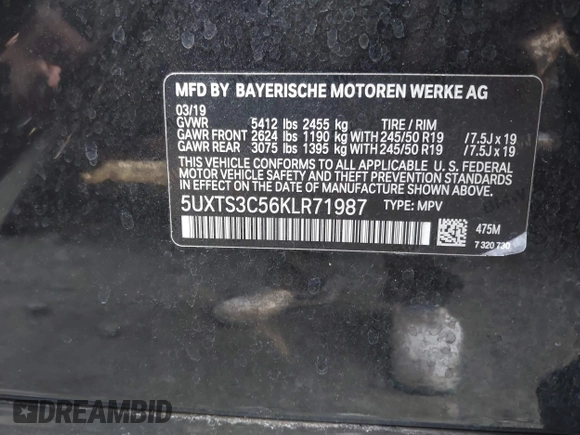 MFD BY BAYERISCHE MOTOREN WERKE AG
03/19
GVWR 5412 lbs 2455 kg TIRE / RIM
GAWR FRONT 2624 lbs 1190 kg WITH 245/50 R19 /7.5J x 19
GAWR REAR 3075 lbs 1395 kg WITH 245/50 R19 /7.5J x 19
THIS VEHICLE CONFORMS TO ALL APPLICABLE U. S. FEDERAL
MOTOR VEHICLE SAFETY AND THEFT PREVENTION STANDARDS
IN EFFECT ON THE DATE OF MANUFACTURE SHOWN ABOVE.
5UXTS3C56KLR71987 TYPE: MPV
475M
7 320 730
DREAMBID